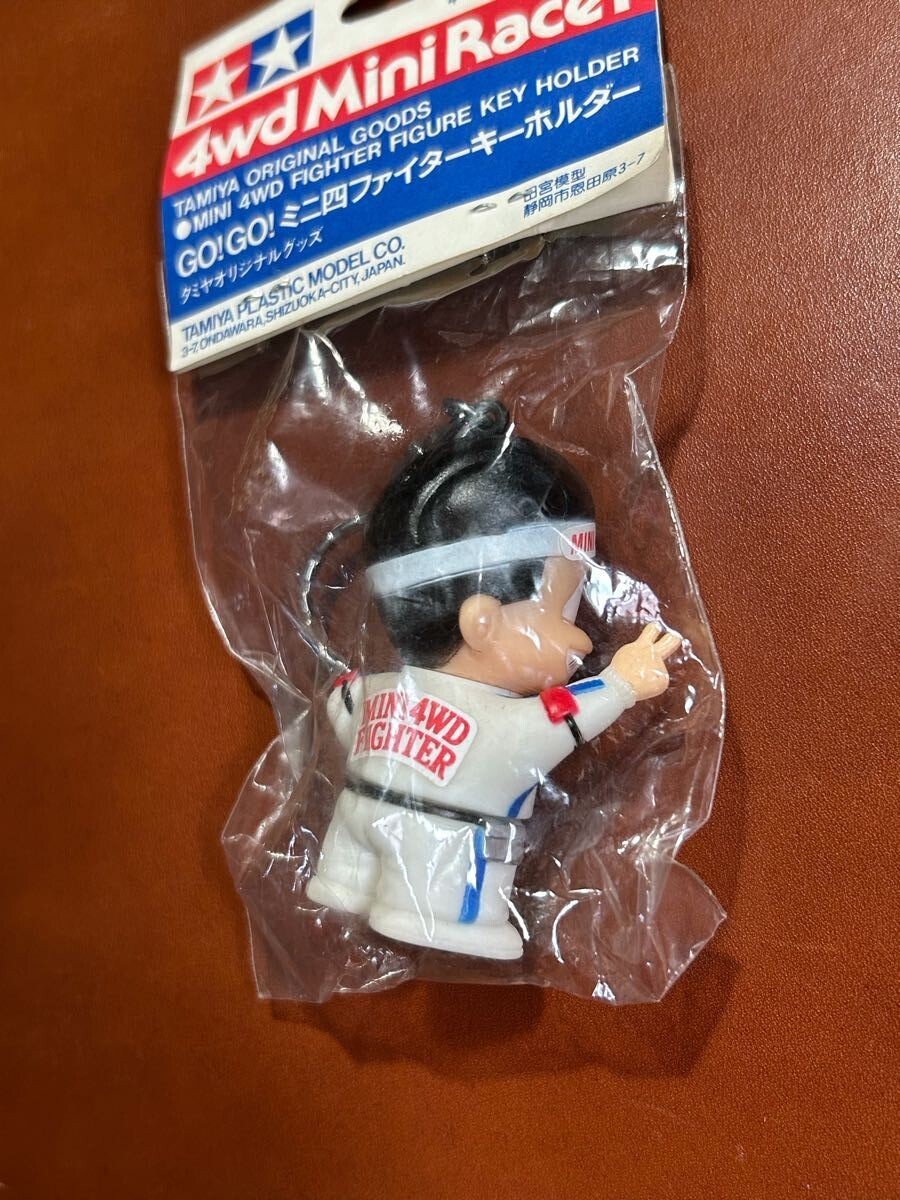 4wd Mini Racer
TAMIYA ORIGINAL GOODS
●MINI 4WD FIGHTER FIGURE KEY HOLDER
GO!GO!ミニ四ファイターキーホルダー
タミヤオリジナルグッズ
田宮模型
静岡市恩田原3-7
TAMIYA PLASTIC MODEL CO.
3-7, ONDAWARA, SHIZUOKA-CITY, JAPAN.
MINI
MINI 4WD
FIGHTER